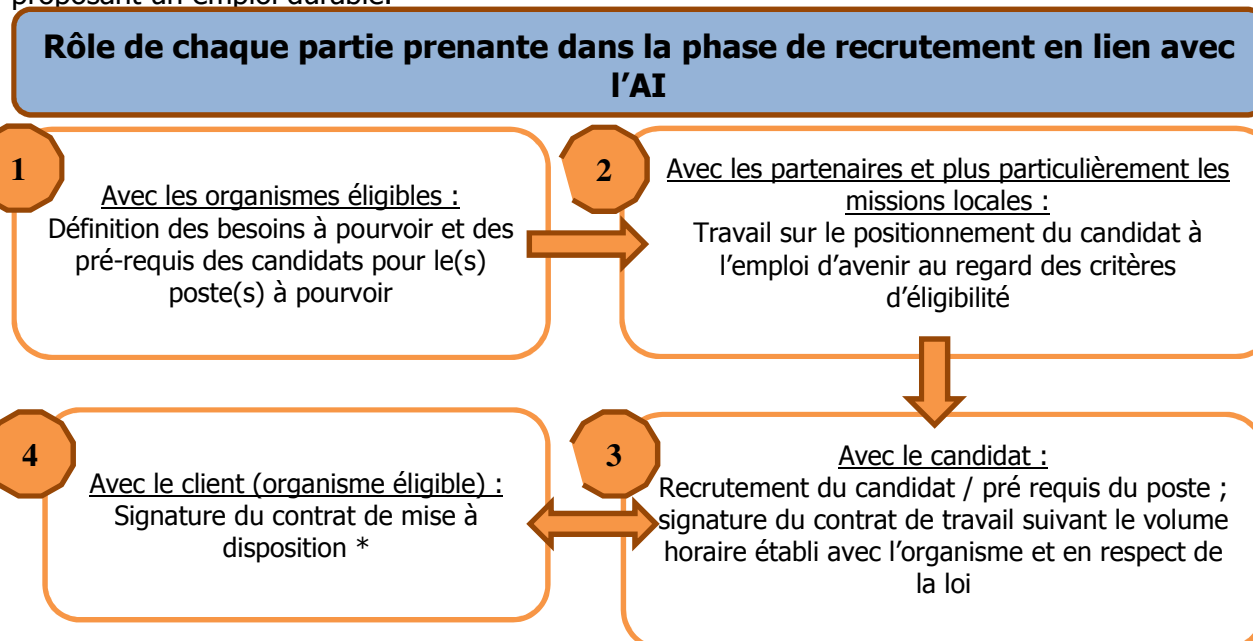 proposant un emploi durable.
Rôle de chaque partie prenante dans la phase de recrutement en lien avec
l’AI
1
Avec les organismes éligibles :
Définition des besoins à pourvoir et des
pré-requis des candidats pour le(s)
poste(s) à pourvoir
2
Avec les partenaires et plus particulièrement les
missions locales :
Travail sur le positionnement du candidat à
l’emploi d’avenir au regard des critères
d’éligibilité
4
Avec le client (organisme éligible) :
Signature du contrat de mise à
disposition *
3
Avec le candidat :
Recrutement du candidat / pré requis du poste ;
signature du contrat de travail suivant le volume
horaire établi avec l’organisme et en respect de
la loi